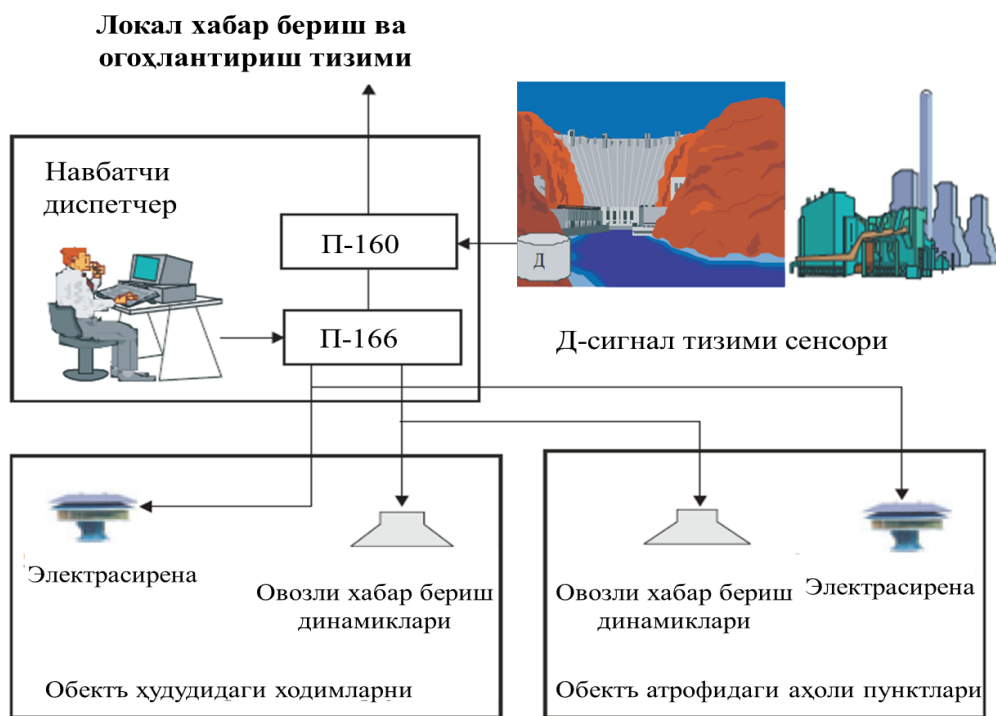 Локал хабар бериш ва
огоҳлантириш тизими
Навбатчи
диспетчер
П-160
П-166
Д
Д-сигнал тизими сенсори
Электрасирена
Овозли хабар бериш
динамиклари
Обектъ ҳудудидаги ходимларни
Овозли хабар бериш
динамиклари
Электрасирена
Обектъ атрофидаги аҳоли пунктлари